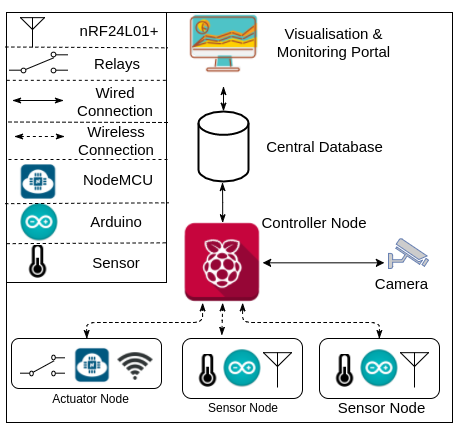 nRF24L01+
Relays
Wired
Connection
Wireless
Connection
NodeMCU
Arduino
Sensor
Visualisation &
Monitoring Portal
Central Database
Controller Node
Camera
Actuator Node
Sensor Node
Sensor Node